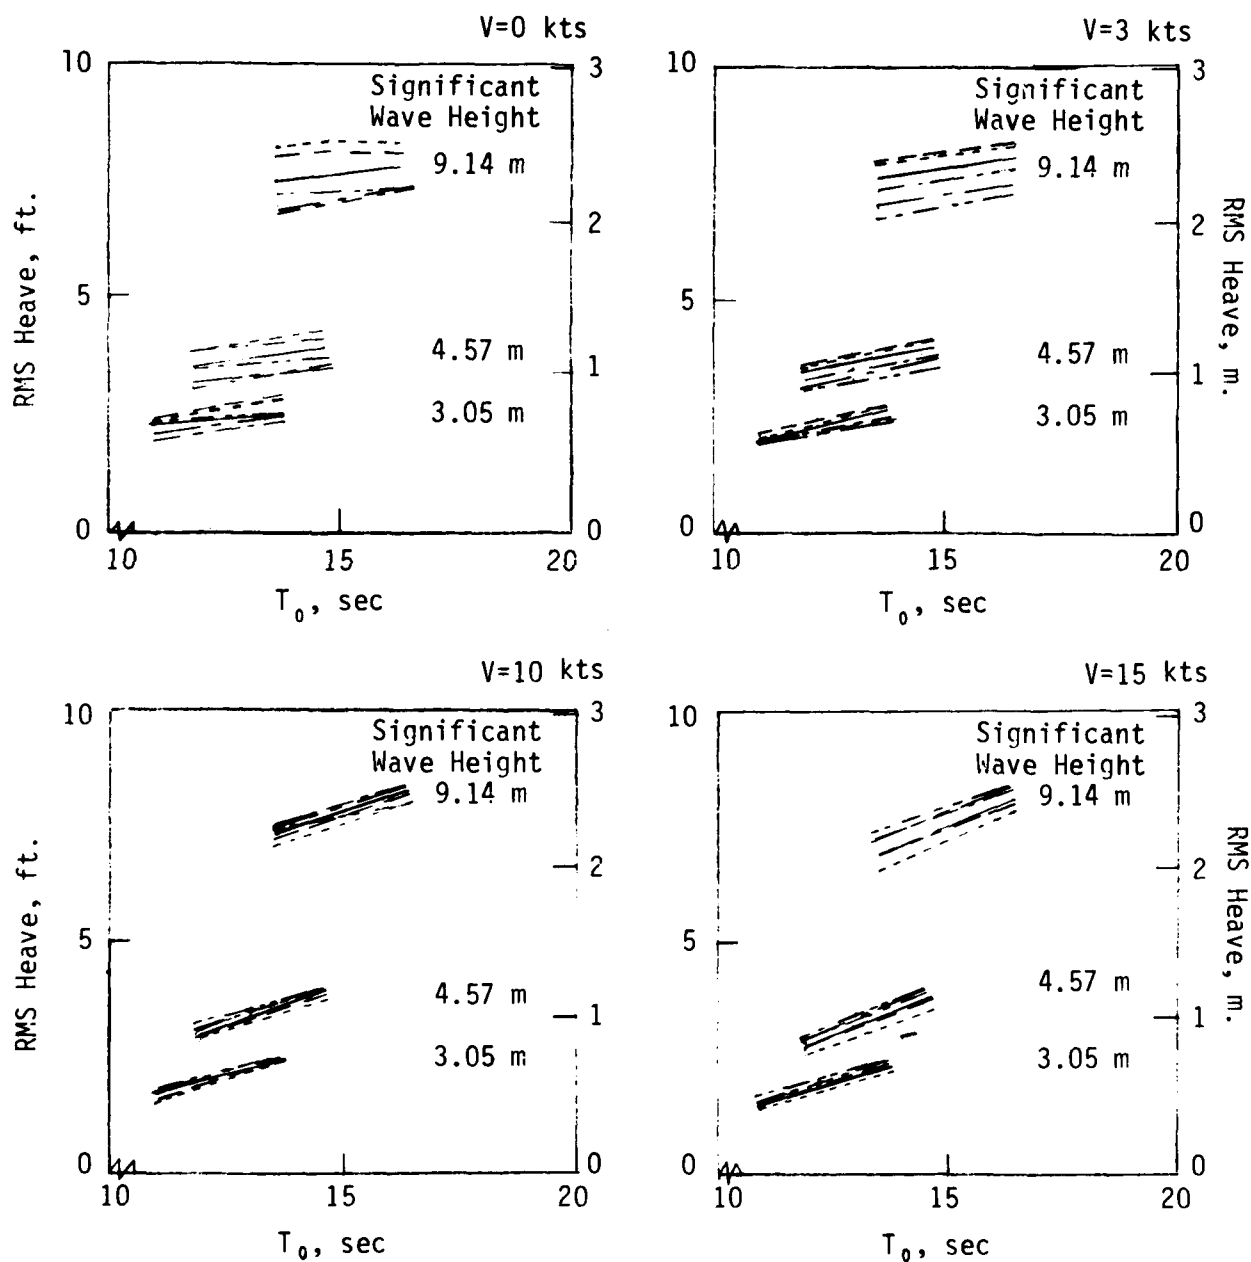 V=0 kts
10
3
Significant
Wave Height
9.14 m
2
5
4.57 m
1
3.05 m
0
0
10
15
20
RMS Heave, ft.
T₀, sec
V=3 kts
10
3
Significant
Wave Height
9.14 m
2
5
4.57 m
1
3.05 m
0
0
10
15
20
RMS Heave, m.
T₀, sec
V=10 kts
10
3
Significant
Wave Height
9.14 m
2
5
4.57 m
1
3.05 m
0
0
10
15
20
RMS Heave, ft.
T₀, sec
V=15 kts
10
3
Significant
Wave Height
9.14 m
2
5
4.57 m
1
3.05 m
0
0
10
15
20
RMS Heave, m.
T₀, sec